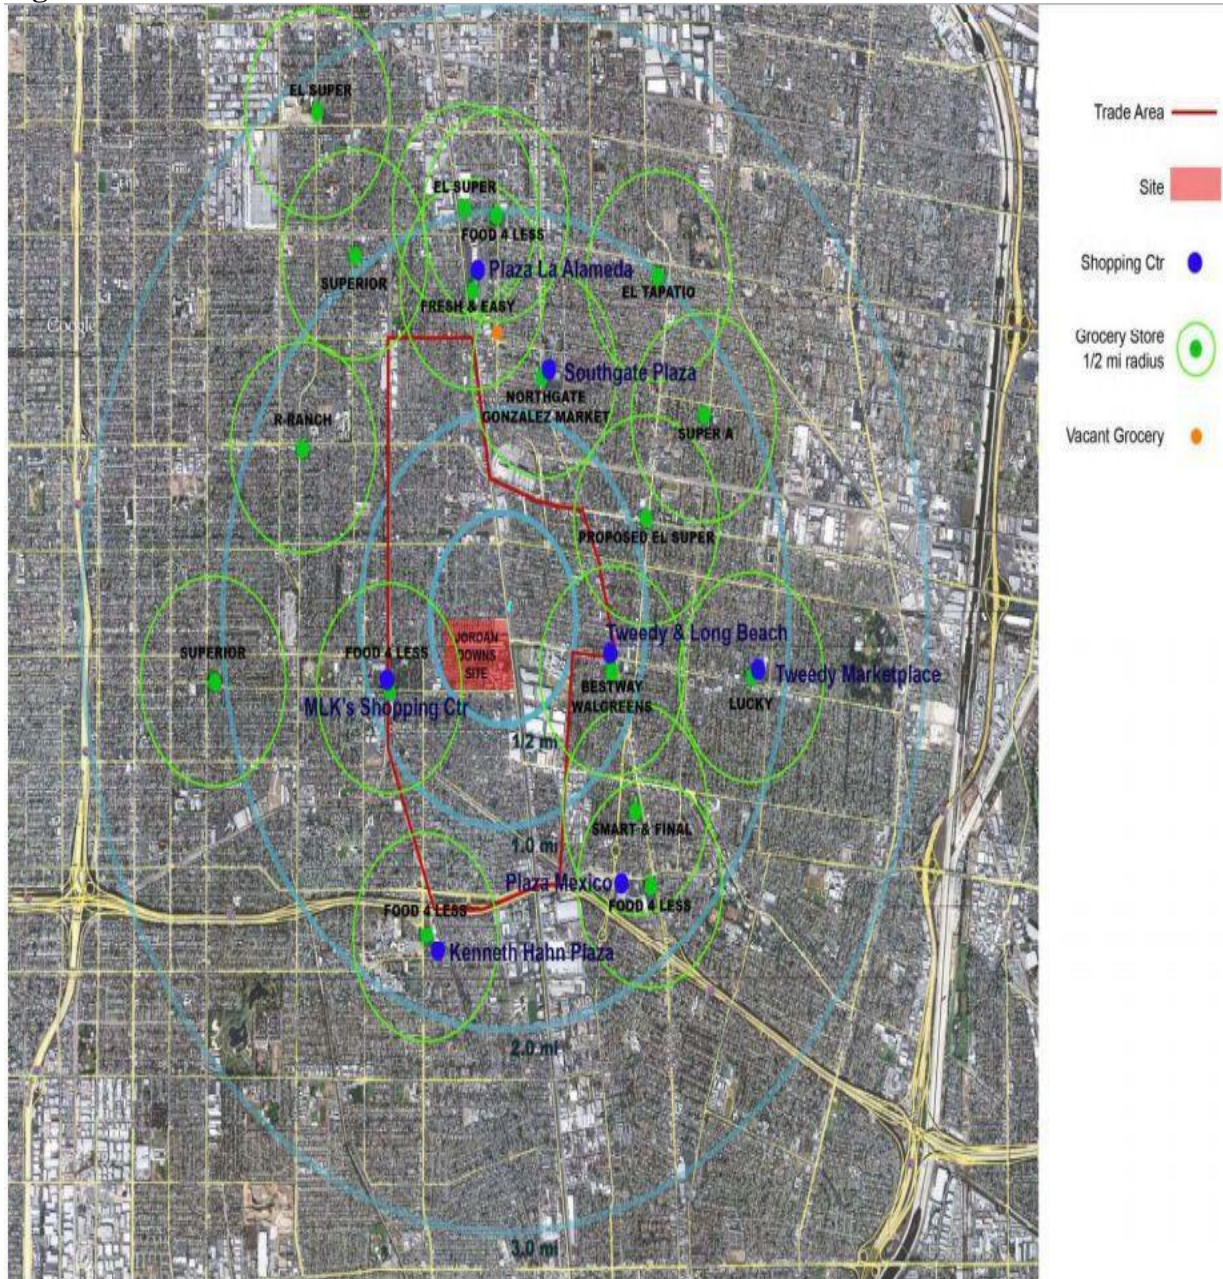 EL SUPER
EL SUPER
FOOD 4 LESS
SUPERIOR
Plaza La Alameda
EL TAPATIO
FRESH & EASY
Google
Southgate Plaza
NORTHGATE
GONZALEZ MARKET
R-RANCH
SUPER A
PROPOSED EL SUPER
SUPERIOR
FOOD 4 LESS
JORDAN
DOWNS
SITE
Tweedy & Long Beach
Tweedy Marketplace
BESTWAY
WALGREENS
LUCKY
MLK's Shopping Ctr
1/2 mi
SMART & FINAL
1.0 mi
Plaza Mexico
FOOD 4 LESS
FOOD 4 LESS
Kenneth Hahn Plaza
2.0 mi
3.0 mi
Trade Area
Site
Shopping Ctr
Grocery Store
1/2 mi radius
Vacant Grocery